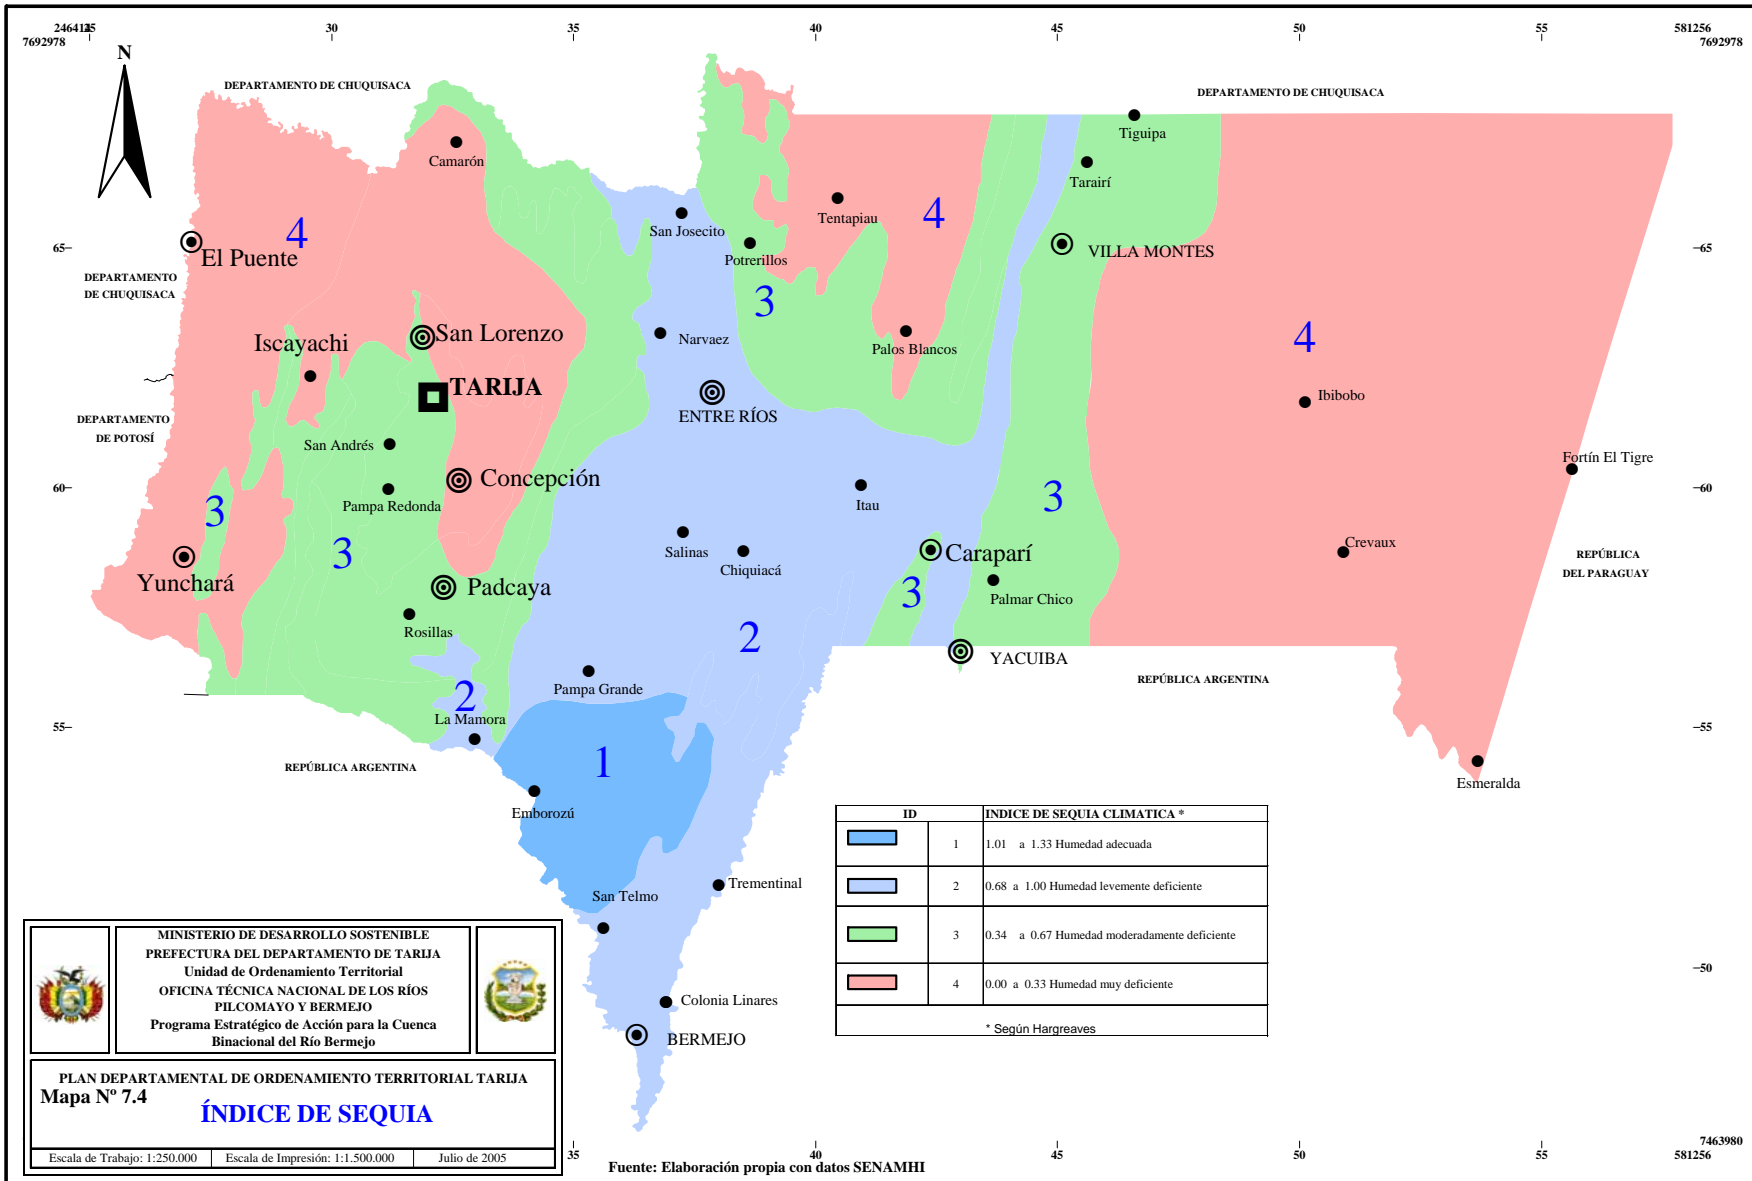 246414 25 30 35 40 45 50 55 581256
7692978 7692978
N
DEPARTAMENTO DE CHUQUISACA
DEPARTAMENTO DE CHUQUISACA
Tiguipa
Camarón
Tarairí
4
4
Tentapiau
San Josecito
65
65
El Puente
Potrerillos
VILLA MONTES
DEPARTAMENTO
DE CHUQUISACA
3
San Lorenzo
Iscayachi
Narvaez
Palos Blancos
4
TARIJA
Ibibobo
ENTRE RÍOS
DEPARTAMENTO
DE POTOSÍ
San Andrés
Fortín El Tigre
Concepción
60
60
Pampa Redonda
Itau
3
3
3
Salinas
Chiquiacá
Caraparí
Crevaux
REPÚBLICA
DEL PARAGUAY
Yunchará
Padcaya
3
Palmar Chico
Rosillas
2
YACUIBA
REPÚBLICA ARGENTINA
Pampa Grande
2
La Mamora
55
55
REPÚBLICA ARGENTINA
1
Esmeralda
Emborozú
ID INDICE DE SEQUIA CLIMATICA *
1 1.01 a 1.33 Humedad adecuada
2 0.68 a 1.00 Humedad levemente deficiente
3 0.34 a 0.67 Humedad moderadamente deficiente
4 0.00 a 0.33 Humedad muy deficiente
* Según Hargreaves
Trementinal
San Telmo
50
Colonia Linares
BERMEJO
MINISTERIO DE DESARROLLO SOSTENIBLE
PREFECTURA DEL DEPARTAMENTO DE TARIJA
Unidad de Ordenamiento Territorial
OFICINA TÉCNICA NACIONAL DE LOS RÍOS
PILCOMAYO Y BERMEJO
Programa Estratégico de Acción para la Cuenca
Binacional del Río Bermejo
PLAN DEPARTAMENTAL DE ORDENAMIENTO TERRITORIAL TARIJA
Mapa Nº 7.4
ÍNDICE DE SEQUIA
Escala de Trabajo: 1:250.000 Escala de Impresión: 1:1.500.000 Julio de 2005
7463980
35 40 45 50 55 581256
Fuente: Elaboración propia con datos SENAMHI